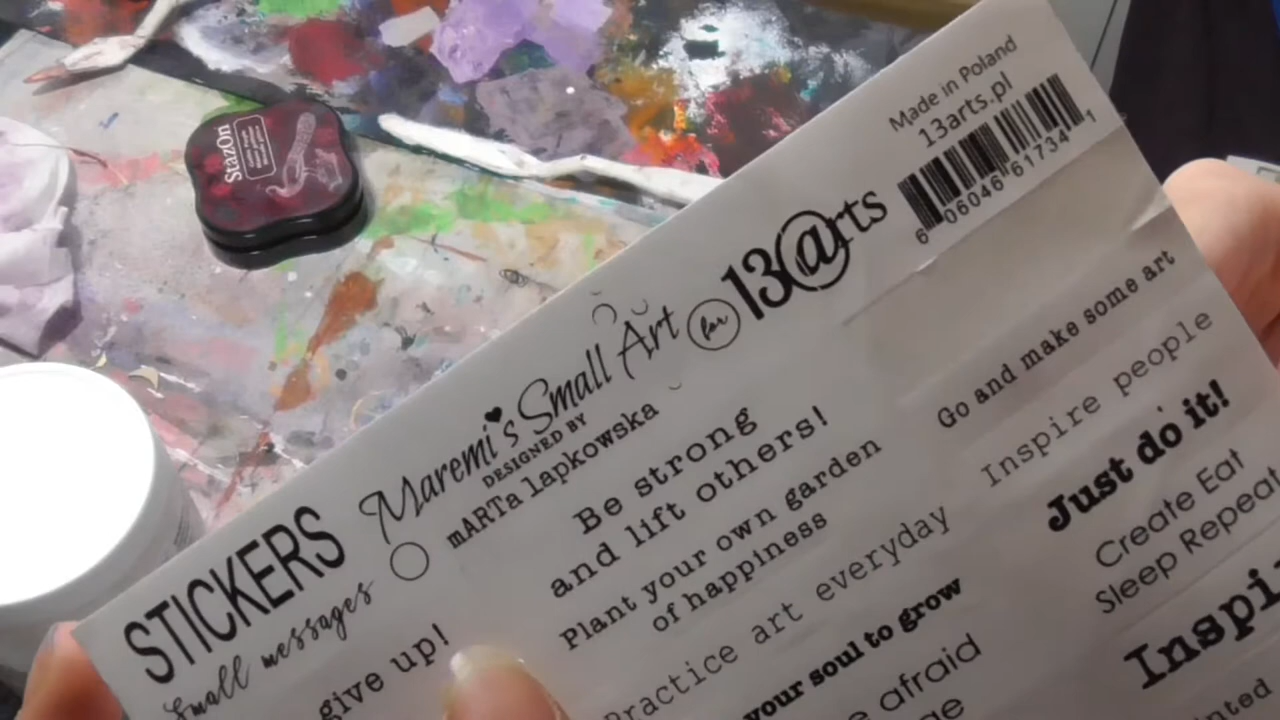 StazOn
Made in Poland
13arts.pl
6 06046 61734 1
STICKERS
Small messages
Maremi's Small Art
DESIGNED BY
mARTa lapkowska
for
13@rts
give up!
Be strong
and lift others!
Plant your own garden
of happiness
Practice art everyday
your soul to grow
afraid
Go and make some art
Inspire people
Just do it!
Create Eat
Sleep Repeat